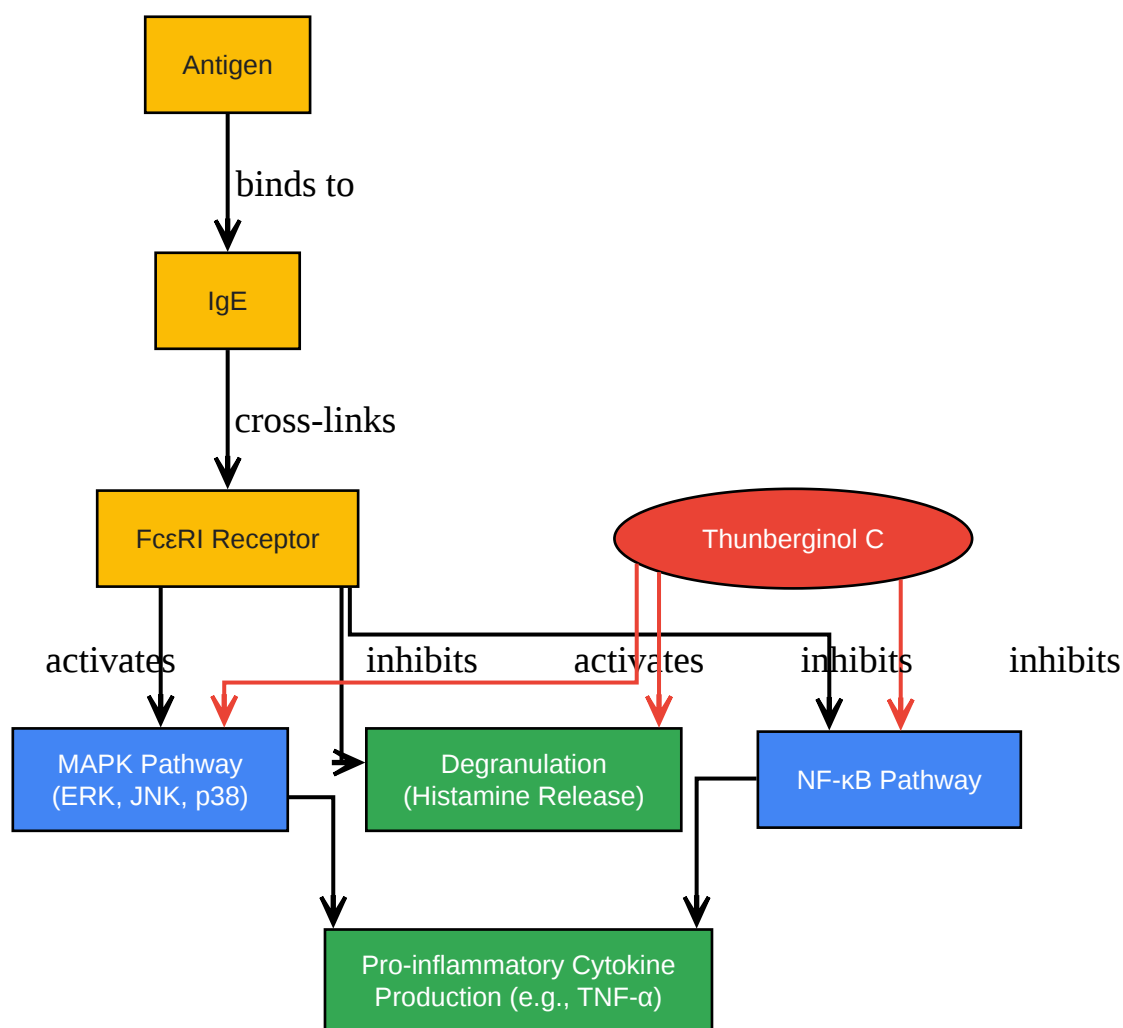 Antigen
binds to
IgE
cross-links
FcεRI Receptor
Thunberginol C
activates
inhibits
activates
inhibits
inhibits
MAPK Pathway
(ERK, JNK, p38)
Degranulation
(Histamine Release)
NF-κB Pathway
Pro-inflammatory Cytokine
Production (e.g., TNF-α)